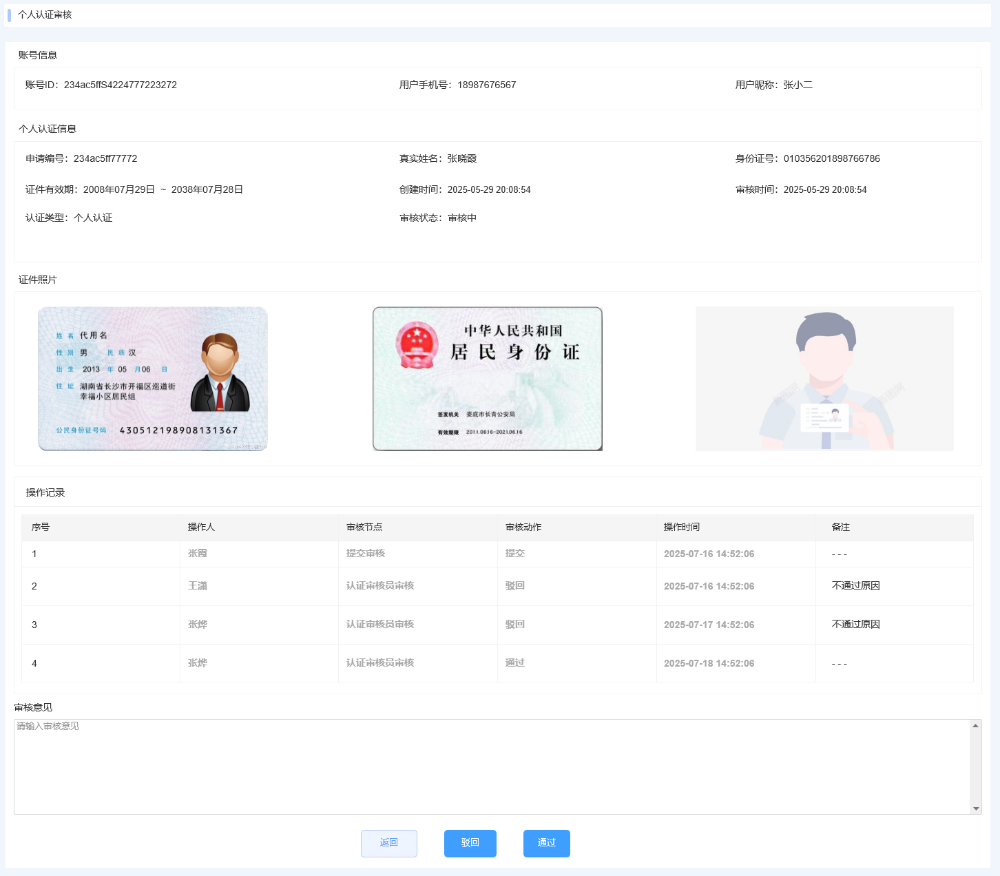 个人认证审核
账号信息
账号ID：234ac5ffS4224777223272 用户手机号：18987676567 用户昵称：张小二
个人认证信息
申请编号：234ac5ff77772 真实姓名：张晓霞 身份证号：010356201898766786
证件有效期：2008年07月29日 ~ 2038年07月28日 创建时间：2025-05-29 20:08:54 审核时间：2025-05-29 20:08:54
认证类型：个人认证 审核状态：审核中
证件照片
姓名 代用名
性别 男 民族 汉
出生 2013 年 05 月 06 日
住址 湖南省长沙市开福区巡道街
幸福小区居民组
公民身份证号码 430512198908131367
中华人民共和国
居民身份证
签发机关 娄底市长青公安局
有效期限 2011.06.16-2021.06.16
操作记录
序号 操作人 审核节点 审核动作 操作时间 备注
1 张霞 提交审核 提交 2025-07-16 14:52:06 - - -
2 王潇 认证审核员审核 驳回 2025-07-16 14:52:06 不通过原因
3 张烨 认证审核员审核 驳回 2025-07-17 14:52:06 不通过原因
4 张烨 认证审核员审核 通过 2025-07-18 14:52:06 - - -
审核意见
请输入审核意见
返回 驳回 通过